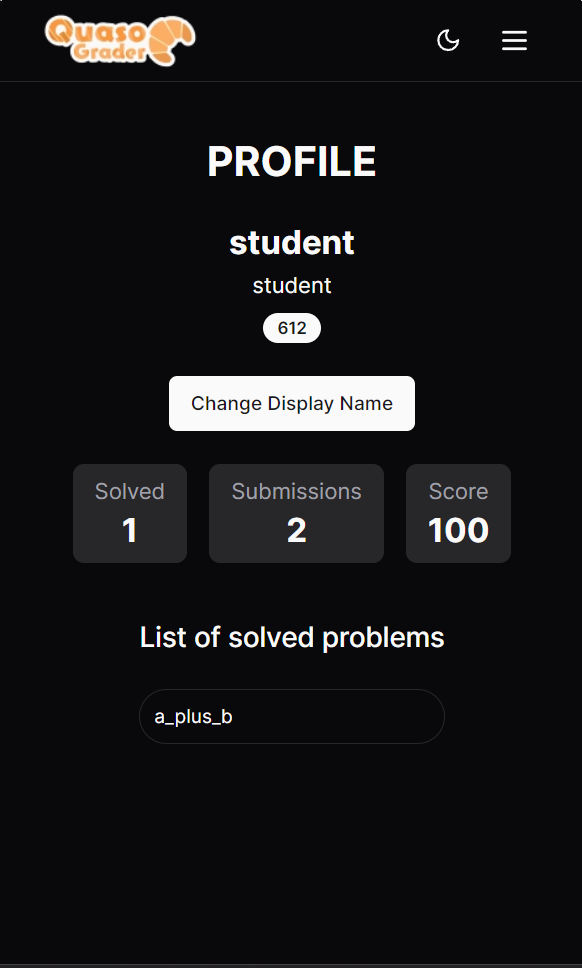 Quaso
Grader
PROFILE
student
student
612
Change Display Name
Solved
1
Submissions
2
Score
100
List of solved problems
a_plus_b